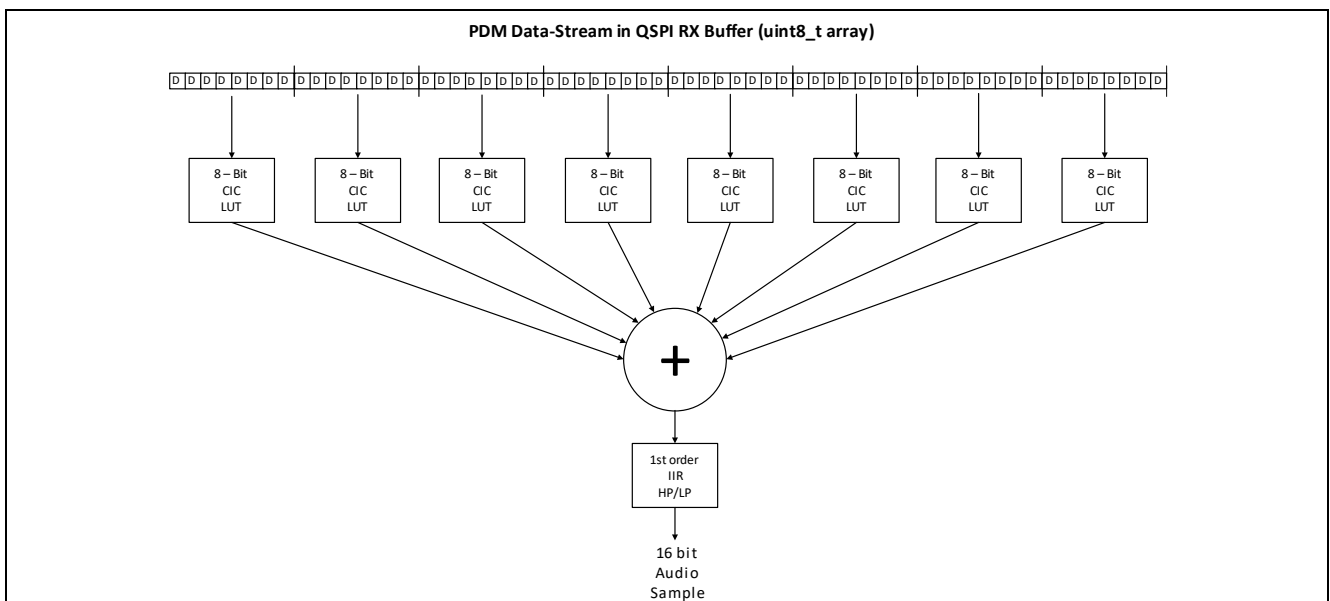 PDM Data-Stream in QSPI RX Buffer (uint8_t array)
D D D D D D D D D D D D D D D D D D D D D D D D D D D D D D D D D D D D D D D D D D D D D D D D D D D D D D D D D D D D D D D D
8 – Bit 8 – Bit 8 – Bit 8 – Bit 8 – Bit 8 – Bit 8 – Bit 8 – Bit
CIC CIC CIC CIC CIC CIC CIC CIC
LUT LUT LUT LUT LUT LUT LUT LUT
+
1st order
IIR
HP/LP
16 bit
Audio
Sample